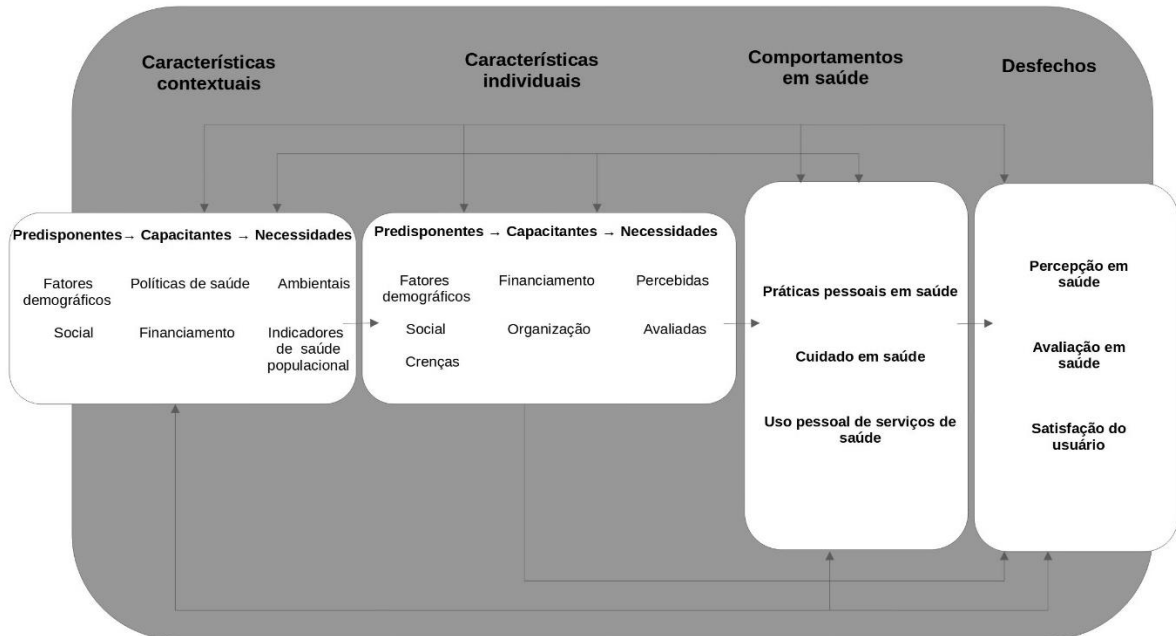 Características
contextuais
Características
individuais
Comportamentos
em saúde
Desfechos
Predisponentes → Capacitantes → Necessidades
Fatores
demográficos
Políticas de saúde
Ambientais
Social
Financiamento
Indicadores
de saúde
populacional
Predisponentes → Capacitantes → Necessidades
Fatores
demográficos
Financiamento
Percebidas
Social
Organização
Avaliadas
Crenças
Práticas pessoais em saúde
Cuidado em saúde
Uso pessoal de serviços de
saúde
Percepção em
saúde
Avaliação em
saúde
Satisfação do
usuário